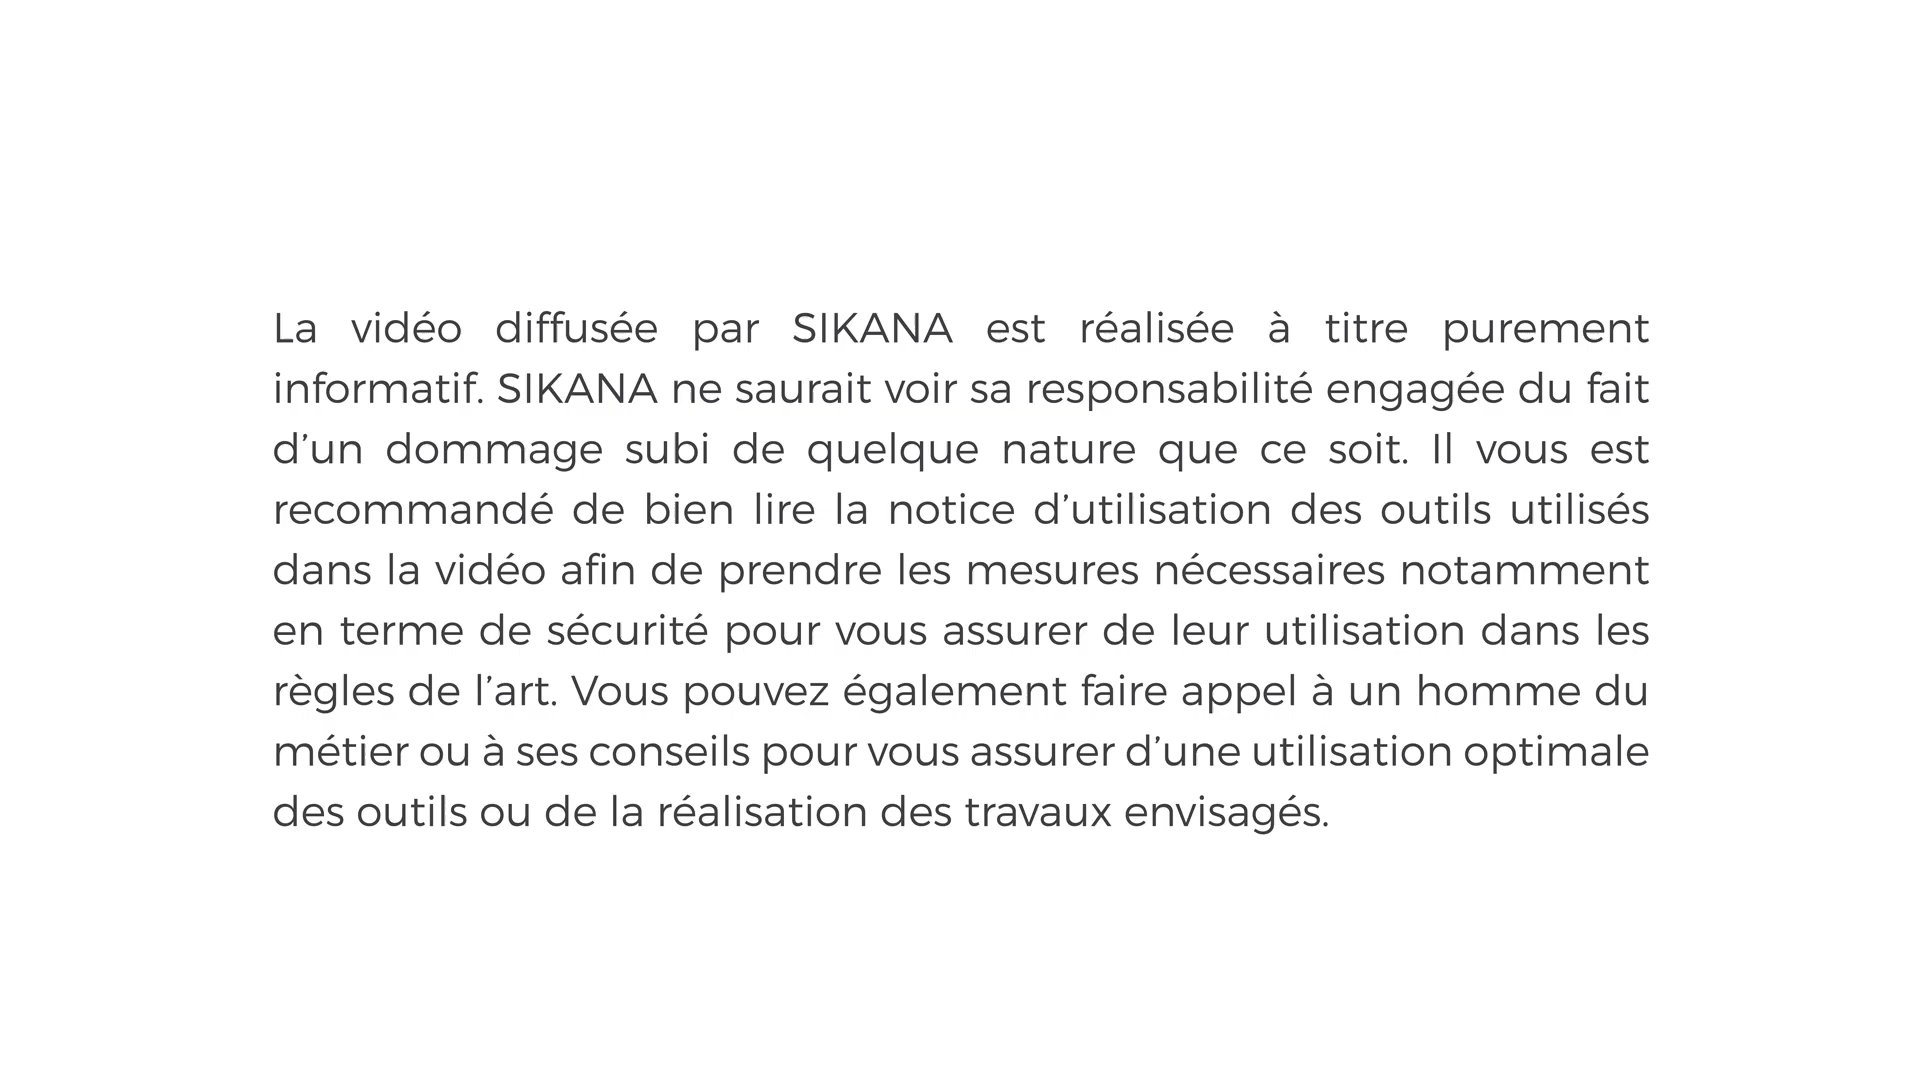 La vidéo diffusée par SIKANA est réalisée à titre purement
informatif. SIKANA ne saurait voir sa responsabilité engagée du fait
d’un dommage subi de quelque nature que ce soit. Il vous est
recommandé de bien lire la notice d’utilisation des outils utilisés
dans la vidéo afin de prendre les mesures nécessaires notamment
en terme de sécurité pour vous assurer de leur utilisation dans les
règles de l’art. Vous pouvez également faire appel à un homme du
métier ou à ses conseils pour vous assurer d’une utilisation optimale
des outils ou de la réalisation des travaux envisagés.